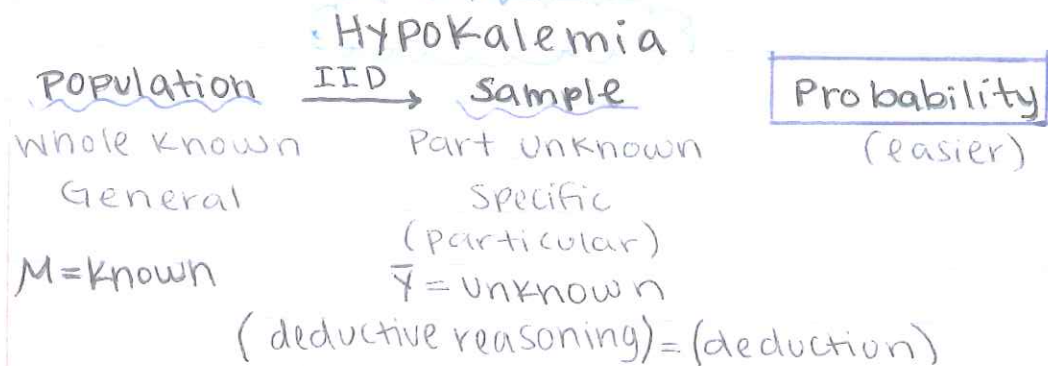 Hypokalemia
Population IID → Sample Probability
Whole Known Part Unknown (easier)
General Specific
(particular)
M = Known Ȳ = Unknown
(deductive reasoning) = (deduction)